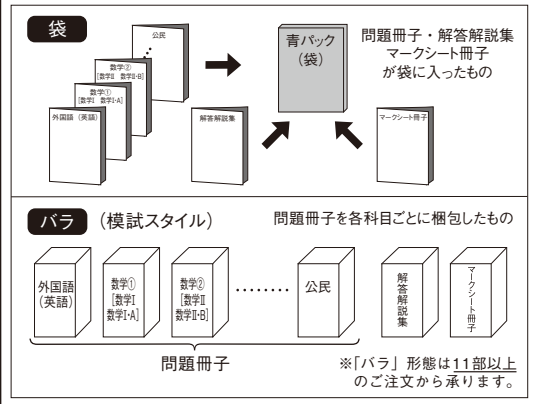 袋
公民
数学②
[数学Ⅱ 数学Ⅱ・B]
数学①
[数学Ⅰ 数学Ⅰ・A]
外国語（英語）
解答解説集
青パック
（袋）
問題冊子・解答解説集
マークシート冊子
が袋に入ったもの
マークシート冊子
バラ （模試スタイル）
問題冊子を各科目ごとに梱包したもの
外国語
（英語）
数学①
[数学Ⅰ
数学Ⅰ・A]
数学②
[数学Ⅱ
数学Ⅱ・B]
………
公民
解答解説集
マークシート冊子
問題冊子
※「バラ」形態は11部以上
のご注文から承ります。